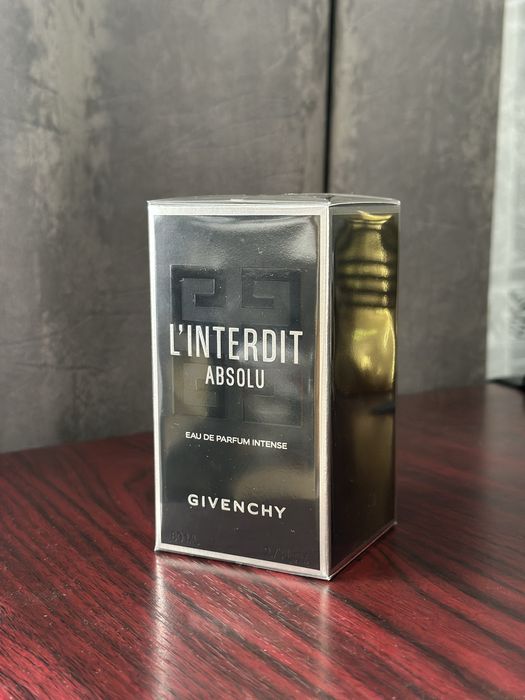 L'INTERDIT
ABSOLU
EAU DE PARFUM INTENSE
GIVENCHY